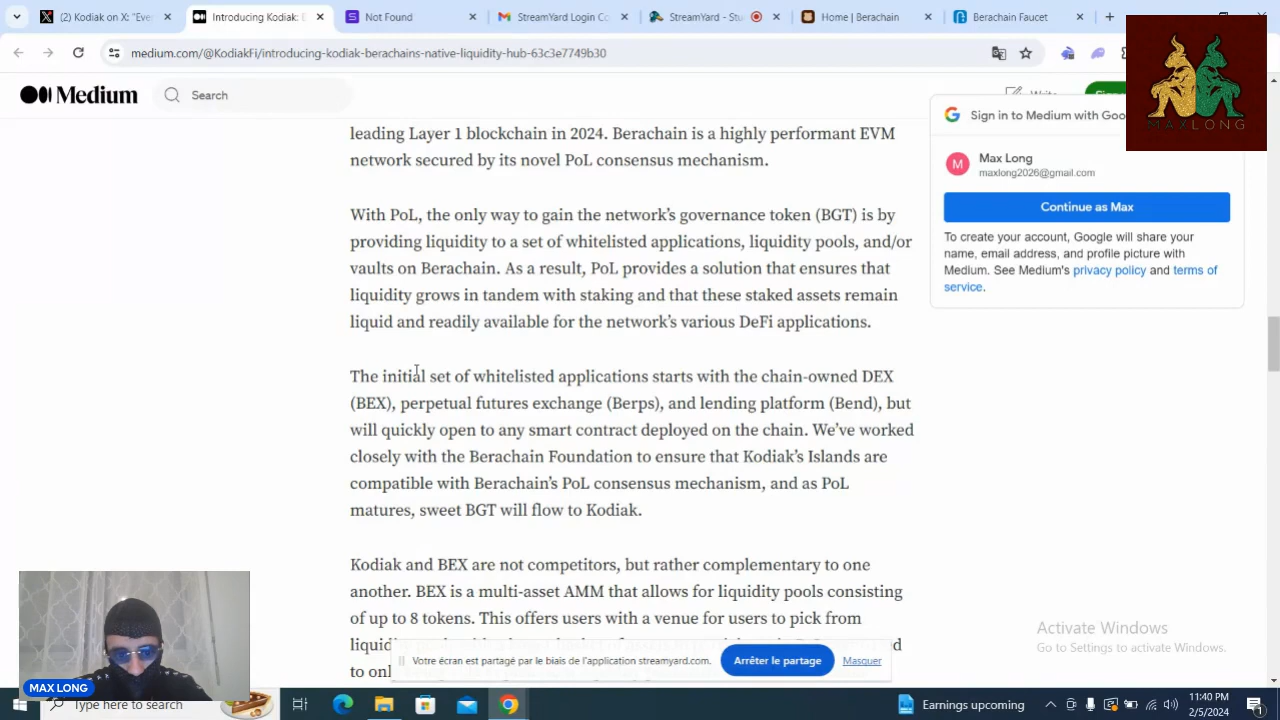 Dr. Max | E
Introducing Kodiak
Not Found
StreamYard Login Co
StreamYard - St
Home | Berachain
Berachain Faucet
medium.com/@KodiakFi/introducing-kodiak-berachains-native-liquidity-hub-63c3e7749b30
Medium
Search
Write
Sign in to Medium with Goo
Max Long
maxlong2026@gmail.com
Continue as Max
To create your account, Google will share your
name, email address, and profile picture with
Medium. See Medium's privacy policy and terms of
service.
MAXLONG
leading Layer 1 blockchain in 2024. Berachain is a highly performant EVM
network secured by its novel PoL consensus mechanism.
With PoL, the only way to gain the network’s governance token (BGT) is by
providing liquidity to a set of whitelisted applications, liquidity pools, and/or
vaults on Berachain. As a result, PoL provides a solution that ensures that
liquidity grows in tandem with staking and that these staked assets remain
liquid and readily available for the network’s various DeFi applications.
The initial set of whitelisted applications starts with the chain-owned DEX
(BEX), perpetual futures exchange (Berps), and lending platform (Bend), but
will quickly open to any smart contract deployed on the chain. We’ve worked
closely with the Berachain Foundation to ensure that Kodiak’s Islands are
compatible with Berachain’s PoL consensus mechanism, and as PoL
matures, sweet BGT will flow to Kodiak.
Kodiak and BEX are not competitors, but rather complementary to one
another. BEX is a multi-asset AMM that allows for liquidity pools consisting
of up to 8 tokens. This offers users with a venue for users to pick from
to onl
Votre écran est partagé par le biais de l'application streamyard.com.
Arrêter le partage
Masquer
Activate Windows
Go to Settings to activate Windows.
MAX LONG
Type here to search
Earnings upcoming
11:40 PM
2/5/2024
1